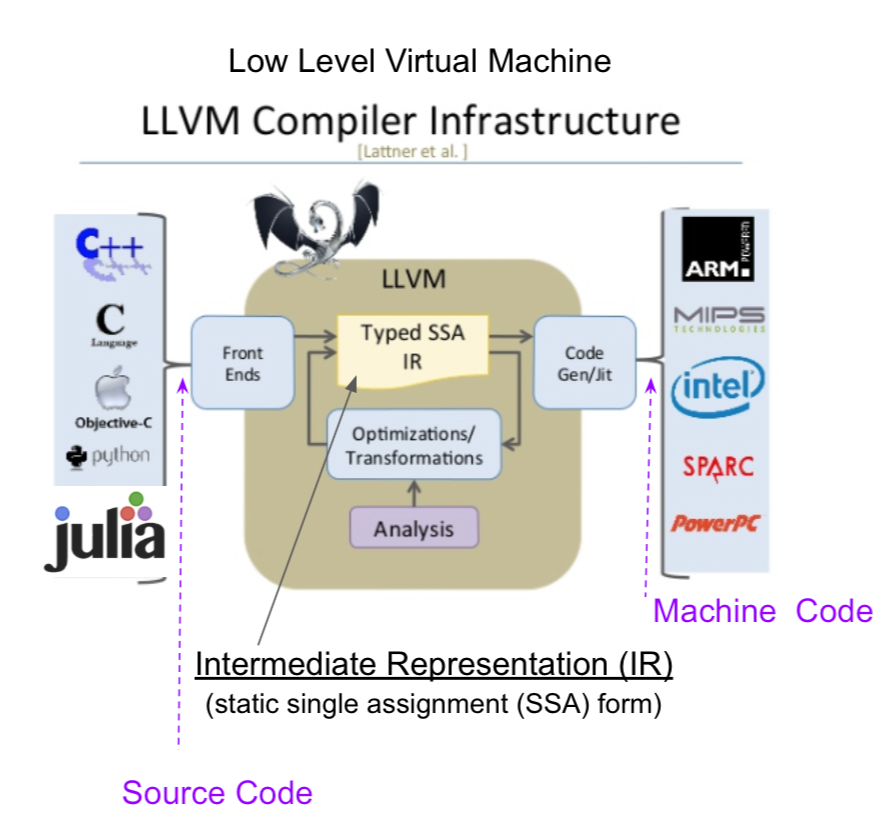 Low Level Virtual Machine
LLVM Compiler Infrastructure
[Lattner et al. ]
C++
C
Language
Objective-C
python
julia
Front
Ends
LLVM
Typed SSA
IR
Optimizations/
Transformations
Analysis
Code
Gen/Jit
ARM POWERED
MIPS
TECHNOLOGIES
intel
SPARC
PowerPC
Machine Code
Intermediate Representation (IR)
(static single assignment (SSA) form)
Source Code